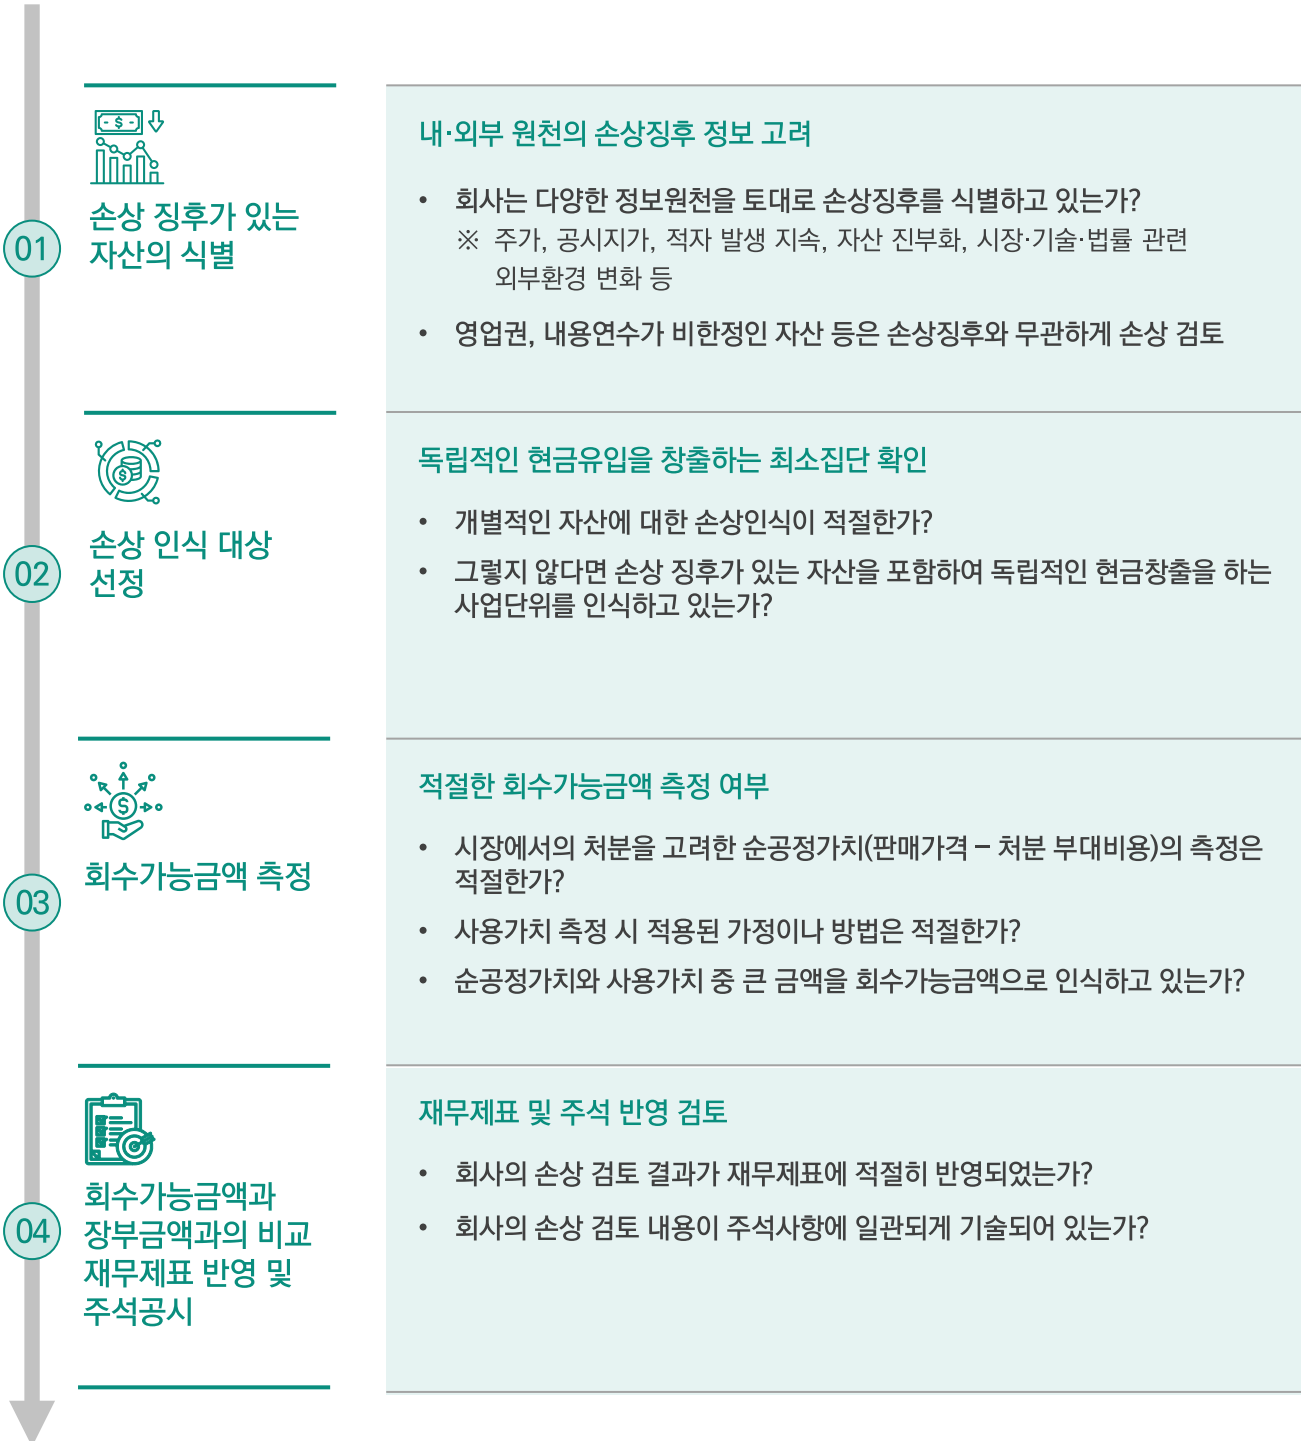 01
손상 징후가 있는
자산의 식별
내·외부 원천의 손상징후 정보 고려
• 회사는 다양한 정보원천을 토대로 손상징후를 식별하고 있는가?
※ 주가, 공시지가, 적자 발생 지속, 자산 진부화, 시장·기술·법률 관련
외부환경 변화 등
• 영업권, 내용연수가 비한정인 자산 등은 손상징후와 무관하게 손상 검토
02
손상 인식 대상
선정
독립적인 현금유입을 창출하는 최소집단 확인
• 개별적인 자산에 대한 손상인식이 적절한가?
• 그렇지 않다면 손상 징후가 있는 자산을 포함하여 독립적인 현금창출을 하는
사업단위를 인식하고 있는가?
03
회수가능금액 측정
적절한 회수가능금액 측정 여부
• 시장에서의 처분을 고려한 순공정가치(판매가격 – 처분 부대비용)의 측정은
적절한가?
• 사용가치 측정 시 적용된 가정이나 방법은 적절한가?
• 순공정가치와 사용가치 중 큰 금액을 회수가능금액으로 인식하고 있는가?
04
회수가능금액과
장부금액과의 비교
재무제표 반영 및
주석공시
재무제표 및 주석 반영 검토
• 회사의 손상 검토 결과가 재무제표에 적절히 반영되었는가?
• 회사의 손상 검토 내용이 주석사항에 일관되게 기술되어 있는가?